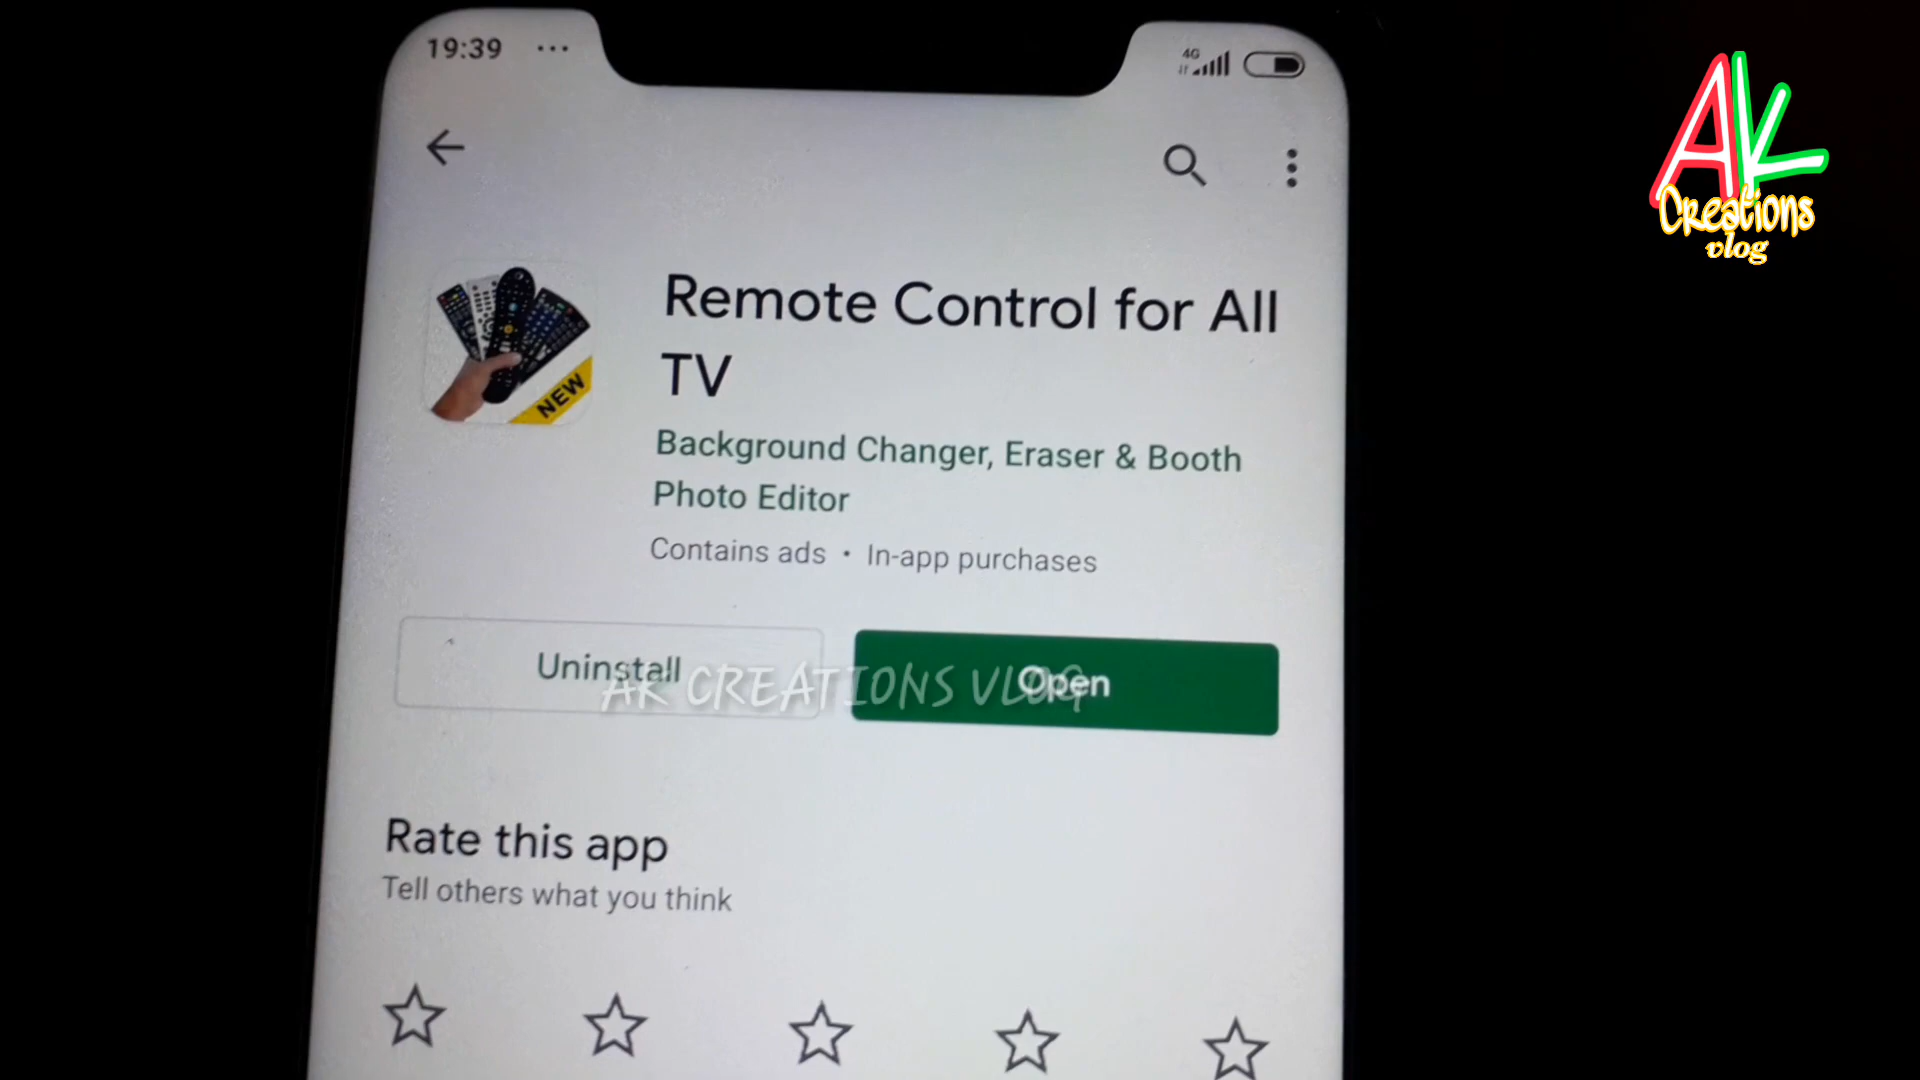 19:39
4G
AK
Creations
vlog
Remote Control for All
TV
NEW
Background Changer, Eraser & Booth
Photo Editor
Contains ads • In-app purchases
Uninstall
Open
AK CREATIONS VLOG
Rate this app
Tell others what you think